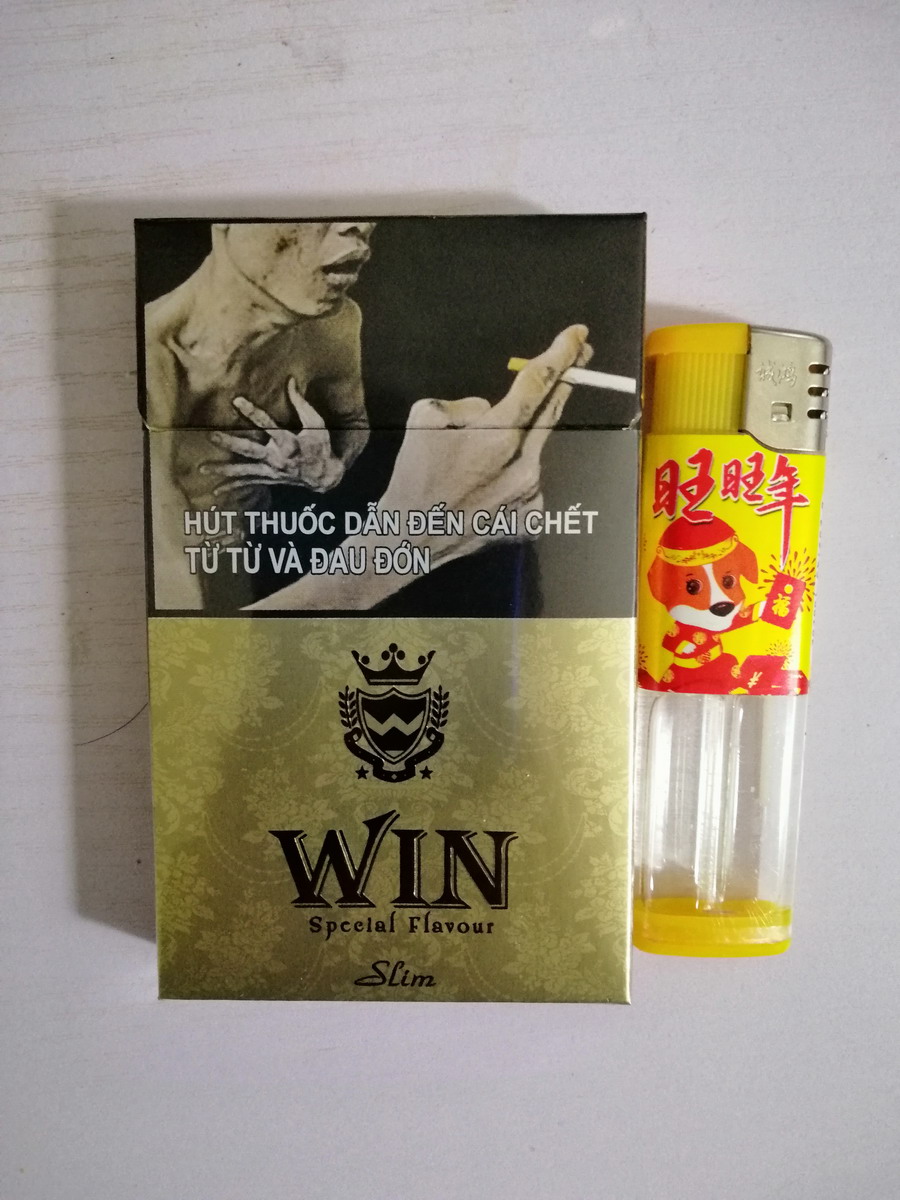 HÚT THUỐC DẪN ĐẾN CÁI CHẾT
TỪ TỪ VÀ ĐAU ĐỚN
WIN
Special Flavour
Slim
旺旺年
福